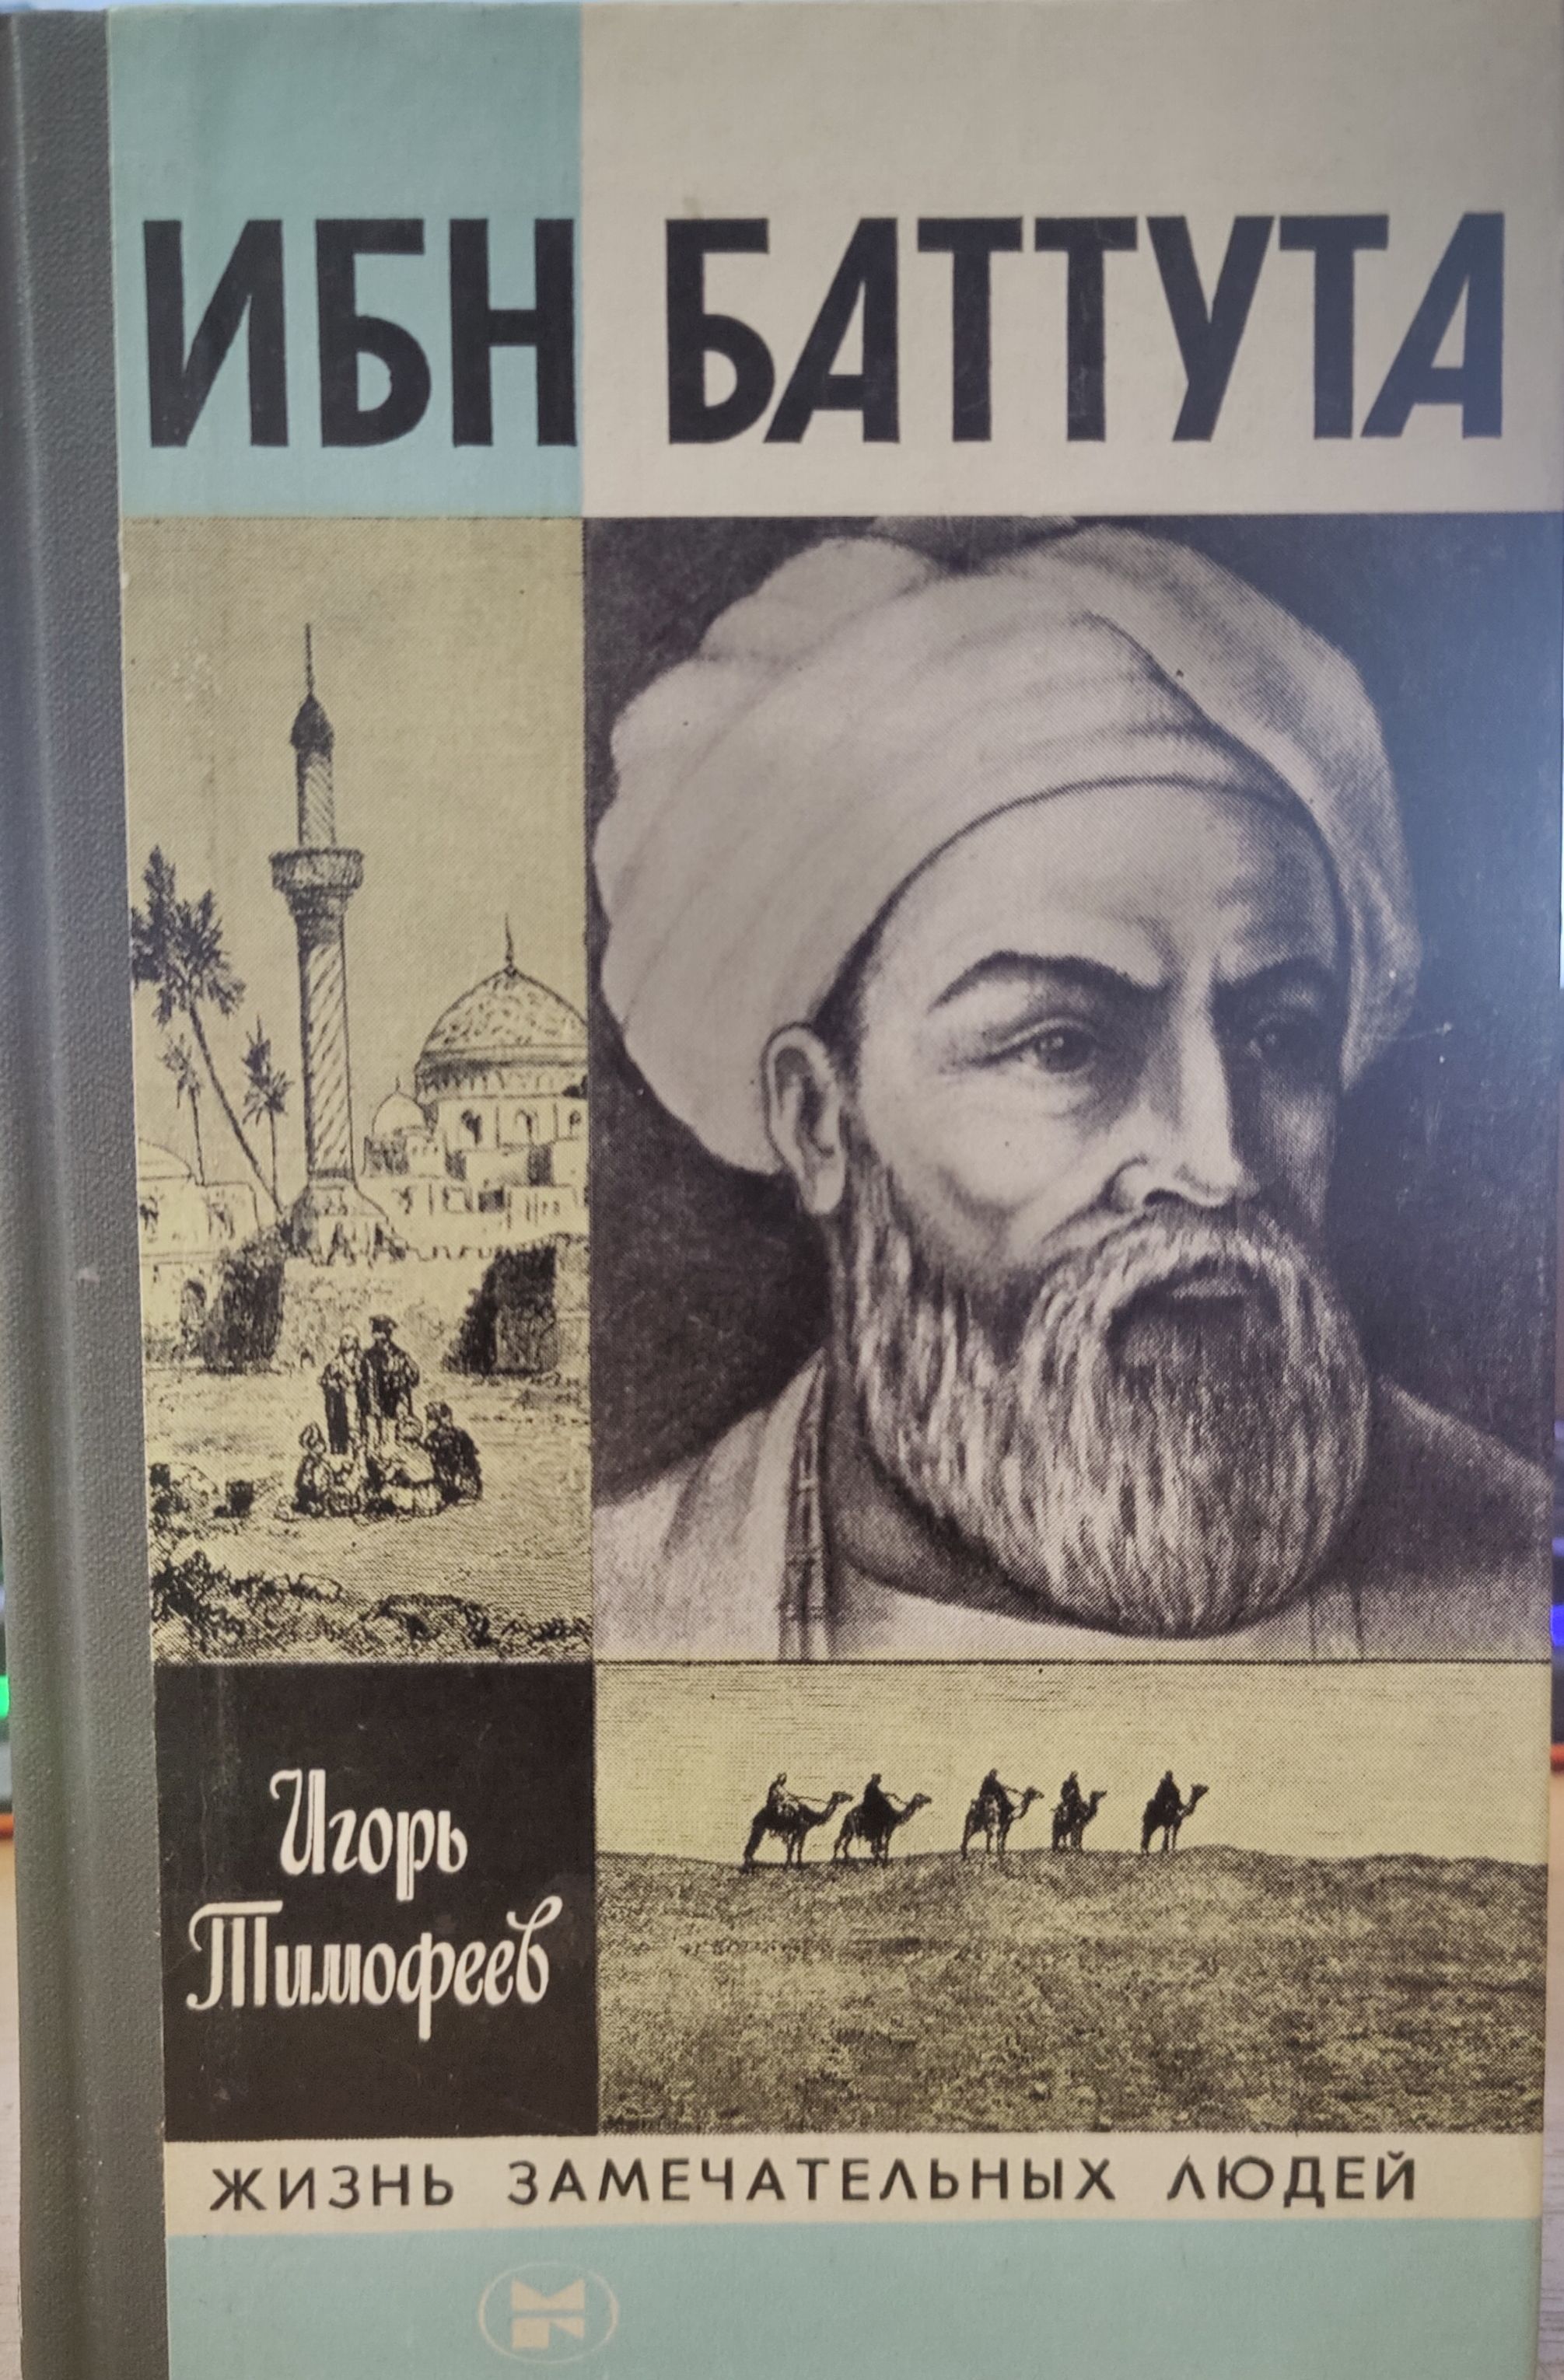 ИБН БАТТУТА
Игорь
Тимофеев
ЖИЗНЬ ЗАМЕЧАТЕЛЬНЫХ ЛЮДЕЙ